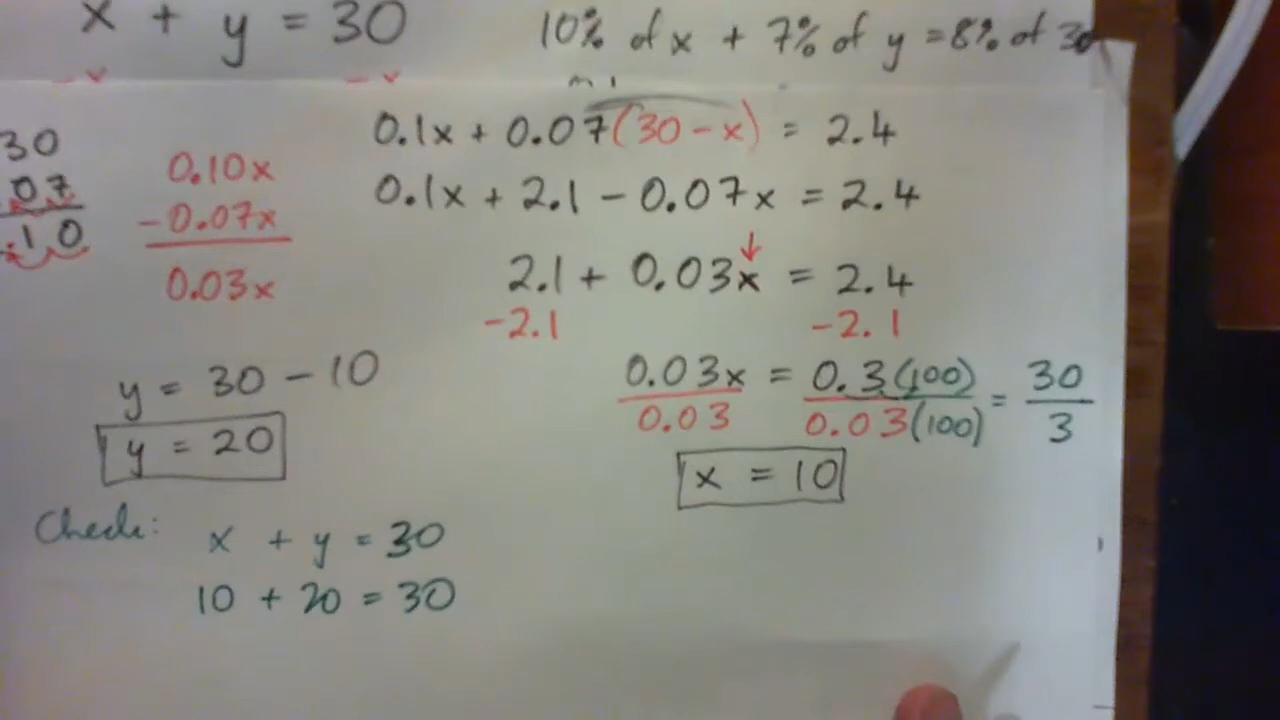 x + y = 30
10% of x + 7% of y = 8% of 30
30
.07
.10
0.10x
-0.07x
0.03x
0.1x + 0.07(30 - x) = 2.4
0.1x + 2.1 - 0.07x = 2.4
2.1 + 0.03x = 2.4
-2.1 -2.1
0.03x = 0.3(100) = 30
0.03 0.03(100) 3
x = 10
y = 30 - 10
y = 20
Check:
x + y = 30
10 + 20 = 30